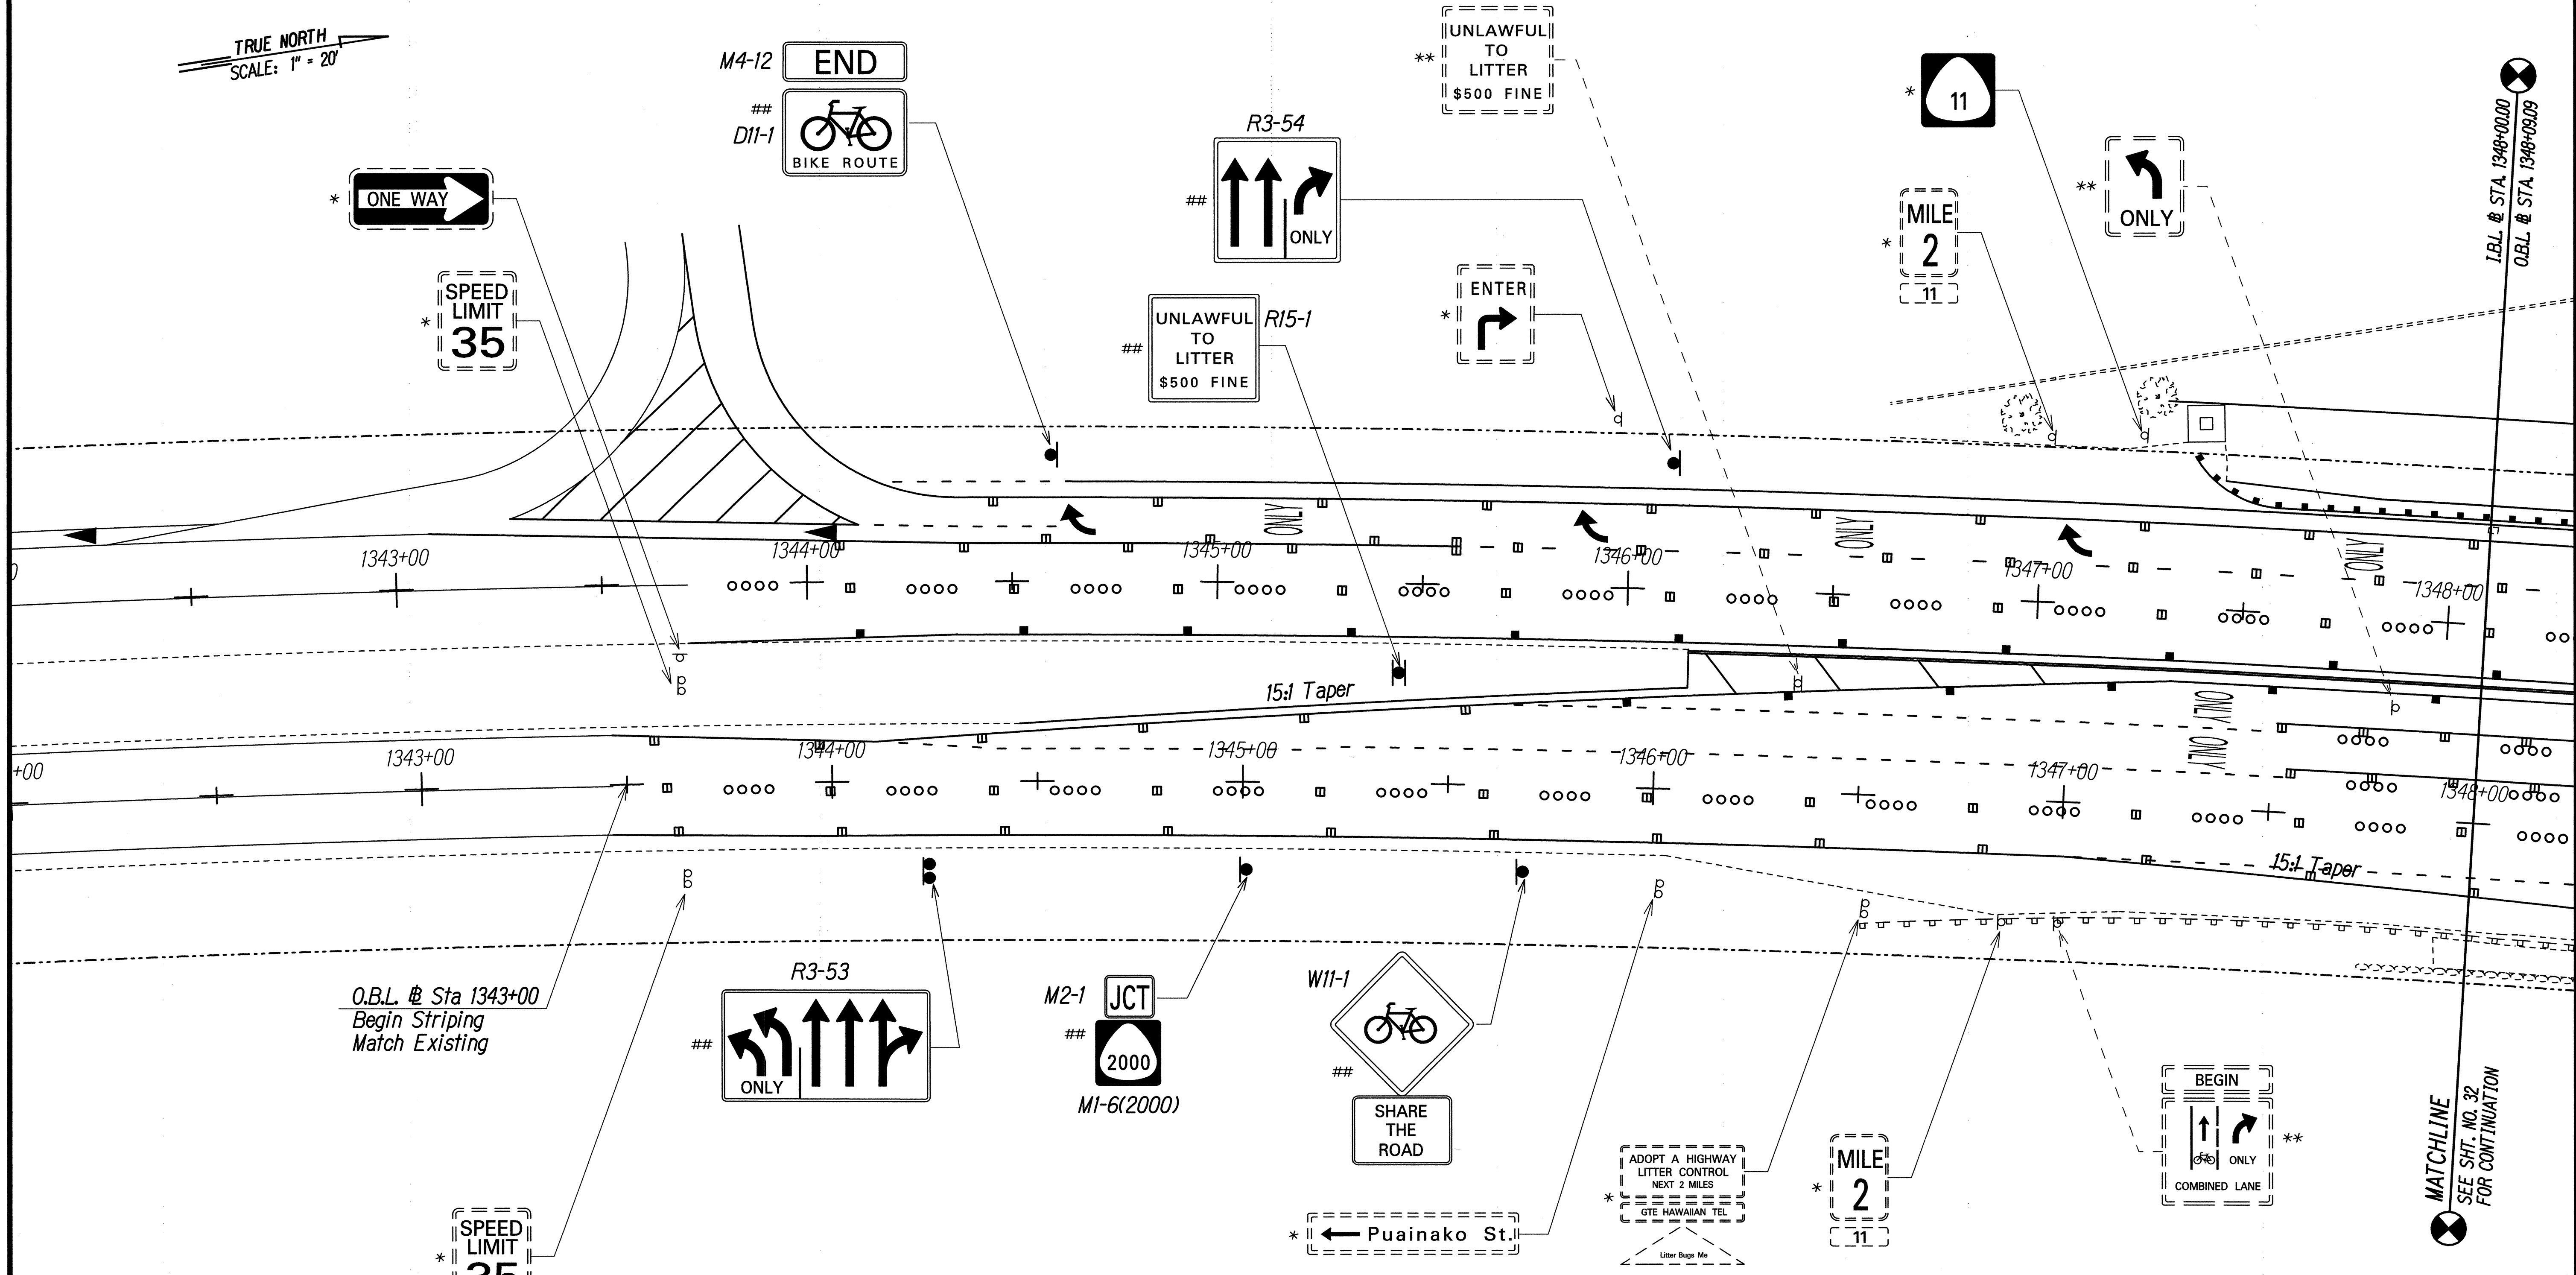 TRUE NORTH
SCALE: 1" = 20'
M4-12
END
##
D11-1
BIKE ROUTE
*
ONE WAY
*
SPEED
LIMIT
35
R3-54
##
ONLY
##
UNLAWFUL
TO
LITTER
$500 FINE
R15-1
**
UNLAWFUL
TO
LITTER
$500 FINE
*
ENTER
*
11
*
MILE
2
11
**
ONLY
I.B.L. ℄ STA. 1348+00.00
O.B.L. ℄ STA. 1348+09.09
ONLY
ONLY
ONLY
1343+00
1344+00
1345+00
1346+00
1347+00
1348+00
15:1 Taper
ONLY
ONLY
+00
1343+00
1344+00
1345+00
1346+00
1347+00
1348+00
15:1 Taper
O.B.L. ℄ Sta 1343+00
Begin Striping
Match Existing
*
SPEED
LIMIT
35
R3-53
##
ONLY
M2-1
JCT
##
2000
M1-6(2000)
W11-1
##
SHARE
THE
ROAD
*
Puainako St.
*
ADOPT A HIGHWAY
LITTER CONTROL
NEXT 2 MILES
GTE HAWAIIAN TEL
Litter Bugs Me
*
MILE
2
11
BEGIN
ONLY
COMBINED LANE
**
MATCHLINE
SEE SHT. NO. 32
FOR CONTINUATION